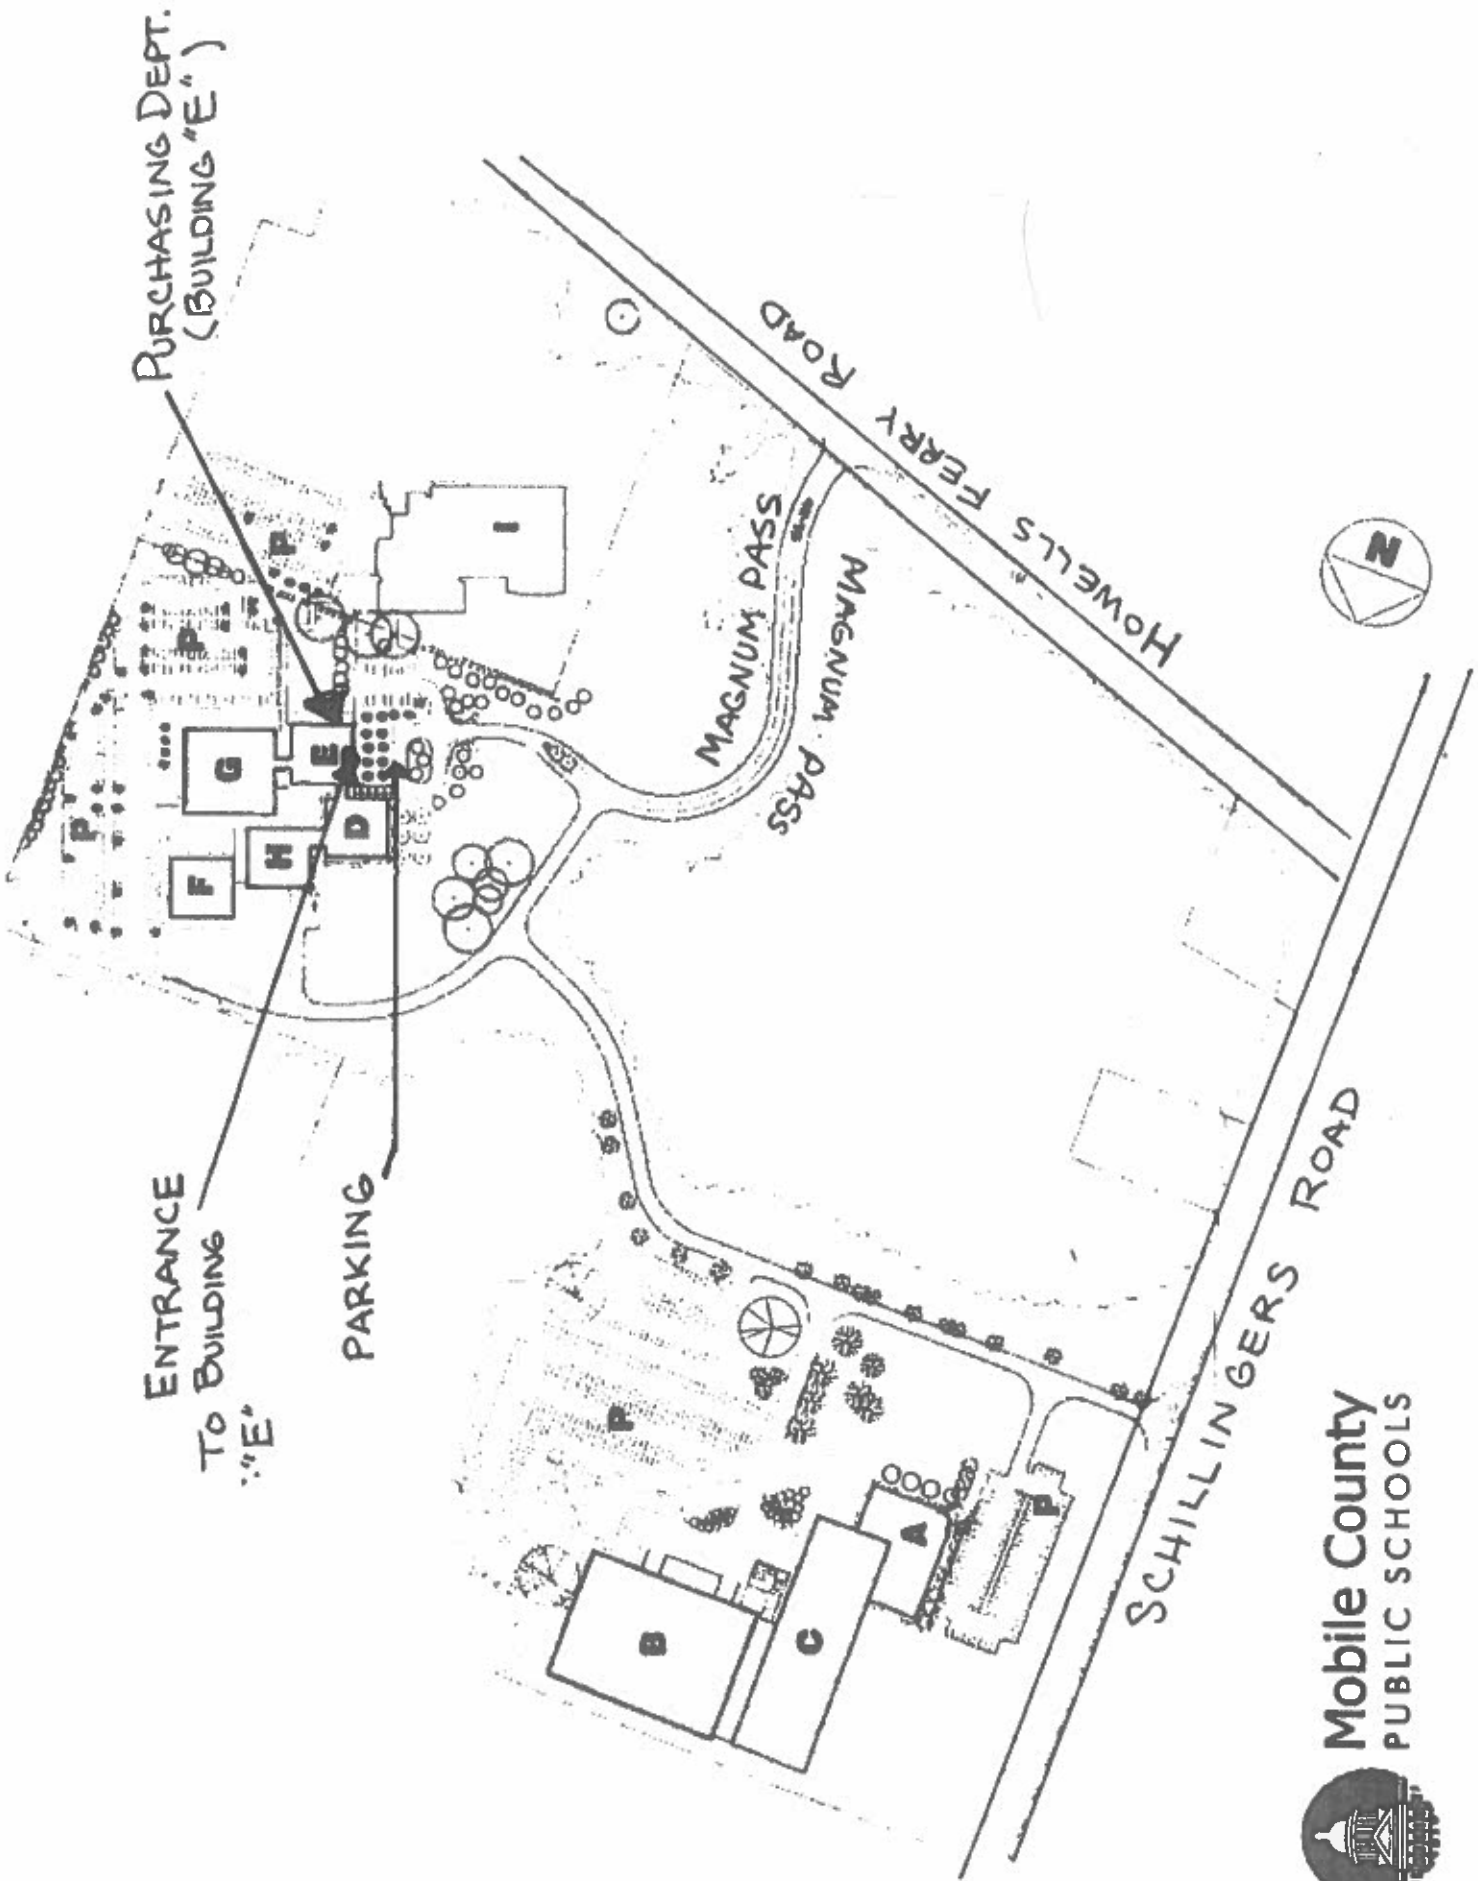 PURCHASING DEPT.
(BUILDING "E")
ENTRANCE
TO BUILDING
"E"
PARKING
P
P
P
G
E
F
H
D
I
MAGNUM PASS
MAGNUM PASS
HOWELLS FERRY ROAD
N
P
B
C
A
P
SCHILLINGERS ROAD
Mobile County
PUBLIC SCHOOLS